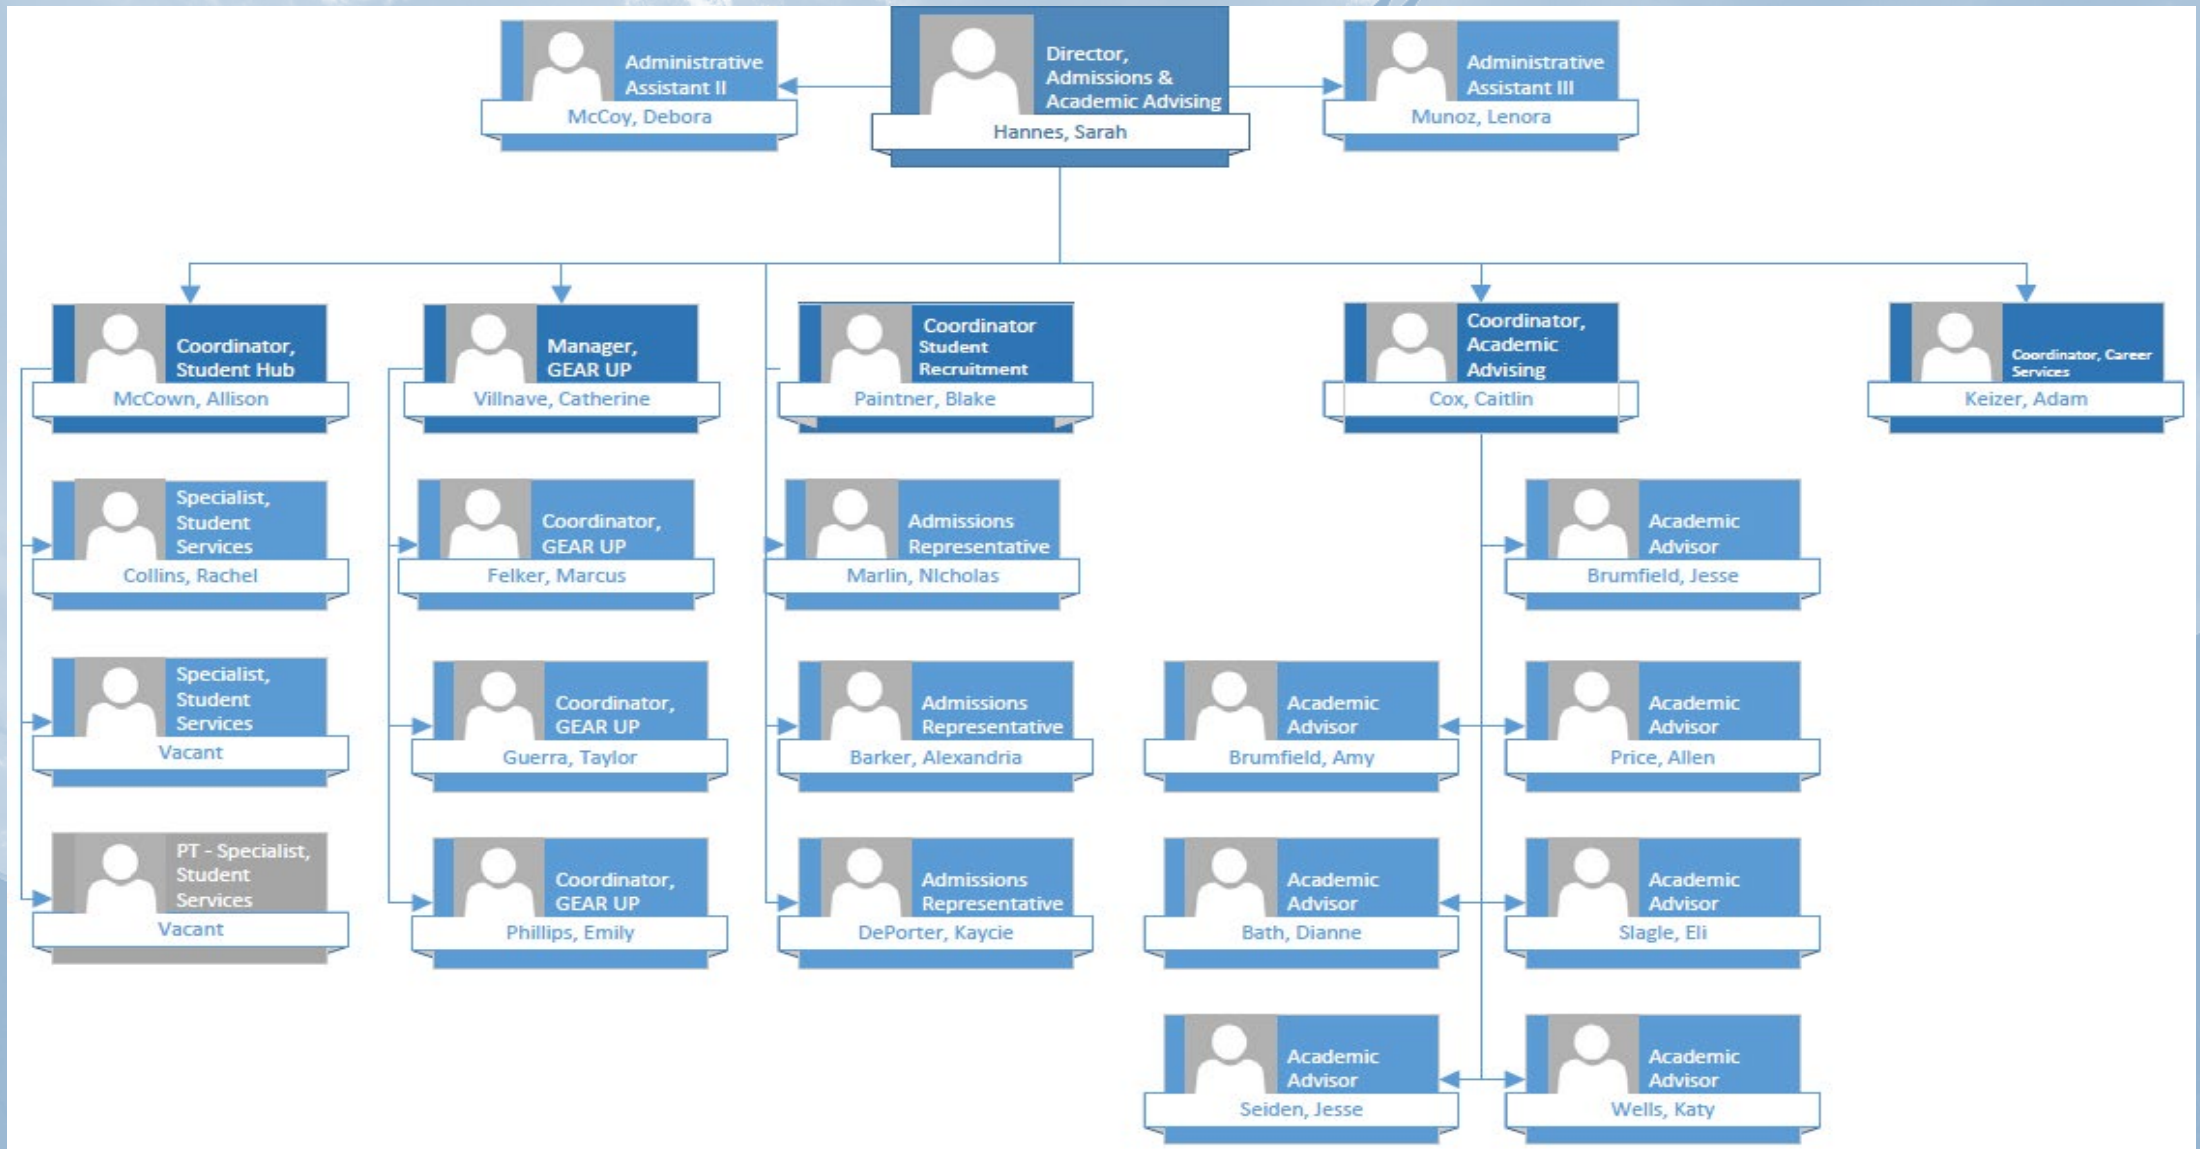 Administrative
Assistant II
McCoy, Debora
Director,
Admissions &
Academic Advising
Hannes, Sarah
Administrative
Assistant III
Munoz, Lenora
Coordinator,
Student Hub
McCown, Allison
Manager,
GEAR UP
Villnave, Catherine
Coordinator
Student
Recruitment
Paintner, Blake
Coordinator,
Academic
Advising
Cox, Caitlin
Coordinator, Career
Services
Keizer, Adam
Specialist,
Student
Services
Collins, Rachel
Coordinator,
GEAR UP
Felker, Marcus
Admissions
Representative
Marlin, NIcholas
Academic
Advisor
Brumfield, Jesse
Specialist,
Student
Services
Vacant
Coordinator,
GEAR UP
Guerra, Taylor
Admissions
Representative
Barker, Alexandria
Academic
Advisor
Brumfield, Amy
Academic
Advisor
Price, Allen
PT - Specialist,
Student
Services
Vacant
Coordinator,
GEAR UP
Phillips, Emily
Admissions
Representative
DePorter, Kaycie
Academic
Advisor
Bath, Dianne
Academic
Advisor
Slagle, Eli
Academic
Advisor
Seiden, Jesse
Academic
Advisor
Wells, Katy